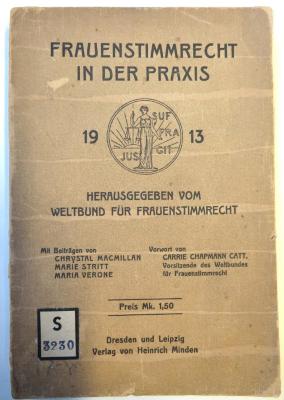 FRAUENSTIMMRECHT
IN DER PRAXIS
19 13
JUS SUF
FRA
GII
HERAUSGEGEBEN VOM
WELTBUND FÜR FRAUENSTIMMRECHT
Mit Beiträgen von
CHRYSTAL MACMILLAN
MARIE STRITT
MARIA VERONE
Vorwort von
CARRIE CHAPMANN CATT,
Vorsitzende des Weltbundes
für Frauenstimmrecht
Preis Mk. 1,50
S
3930
Dresden und Leipzig
Verlag von Heinrich Minden